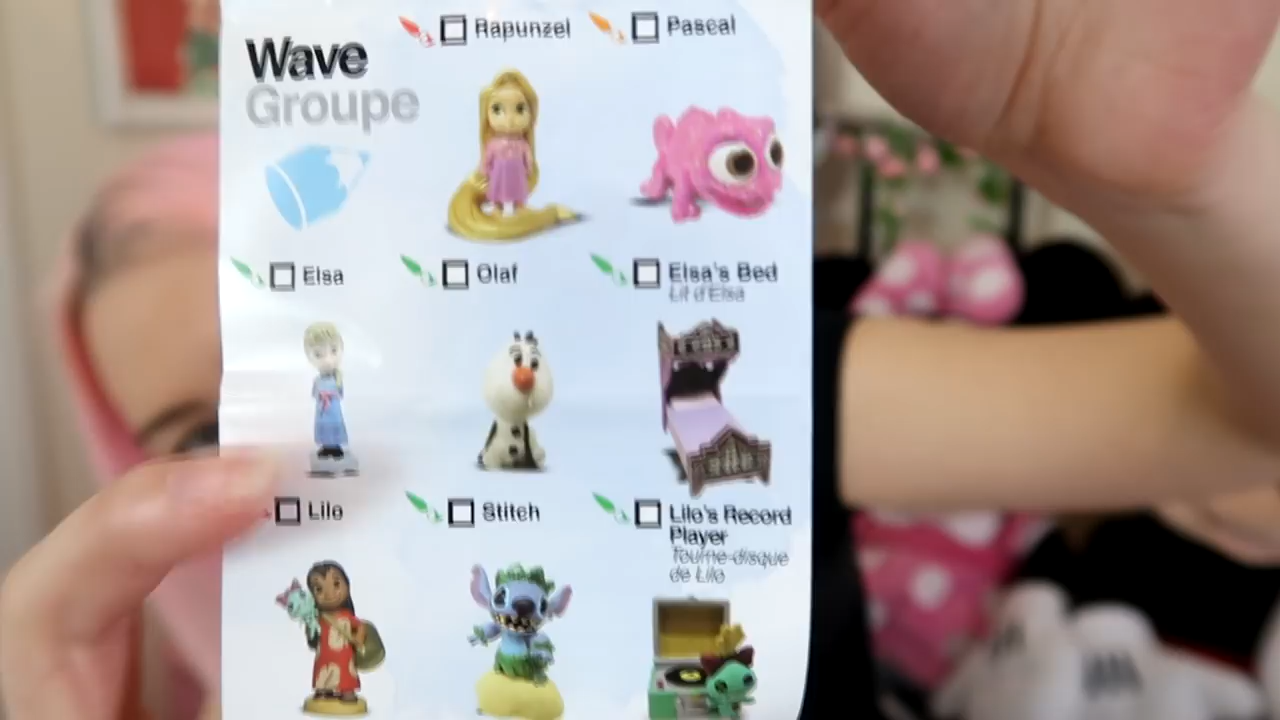 Wave
Groupe
Rapunzel
Pascal
Elsa
Olaf
Elsa's Bed
Lit d'Elsa
Lilo
Stitch
Lilo's Record
Player
Tourne-disque
de Lilo